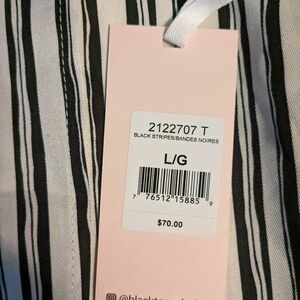 2122707 T
BLACK STRIPES/BANDES NOIRES
L/G
7 76512 15885 9
$70.00